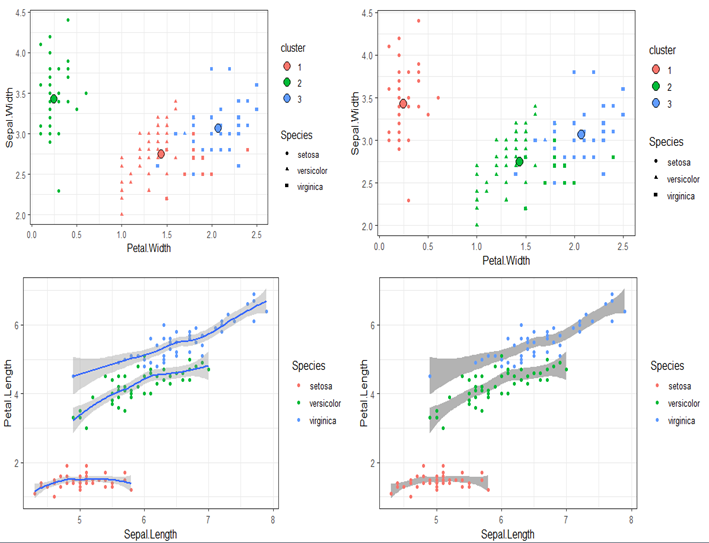 4.5
4.0
3.5
3.0
2.5
2.0
Sepal.Width
0.0 0.5 1.0 1.5 2.0 2.5
Petal.Width
cluster
1
2
3
Species
setosa
versicolor
virginica
4.5
4.0
3.5
3.0
2.5
2.0
Sepal.Width
0.0 0.5 1.0 1.5 2.0 2.5
Petal.Width
cluster
1
2
3
Species
setosa
versicolor
virginica
6
4
2
Petal.Length
5 6 7 8
Sepal.Length
Species
setosa
versicolor
virginica
6
4
2
Petal.Length
5 6 7 8
Sepal.Length
Species
setosa
versicolor
virginica